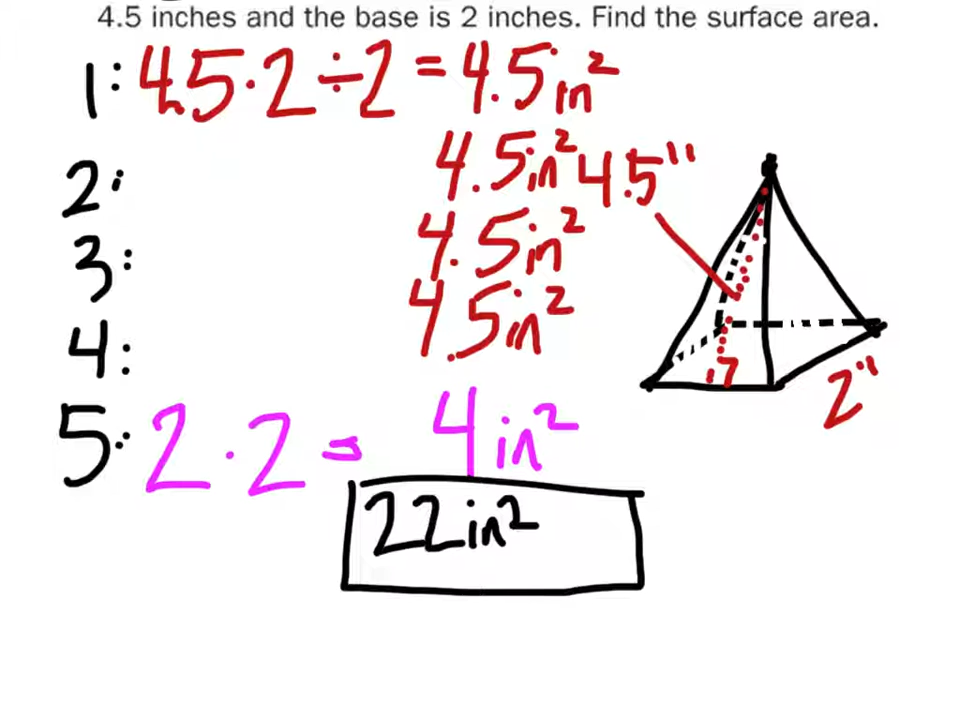 4.5 inches and the base is 2 inches. Find the surface area.
1: 4.5 · 2 ÷ 2 = 4.5 in²
2: 4.5 in²
3: 4.5 in²
4: 4.5 in²
5: 2 · 2 = 4 in²
22 in²
4.5"
2"